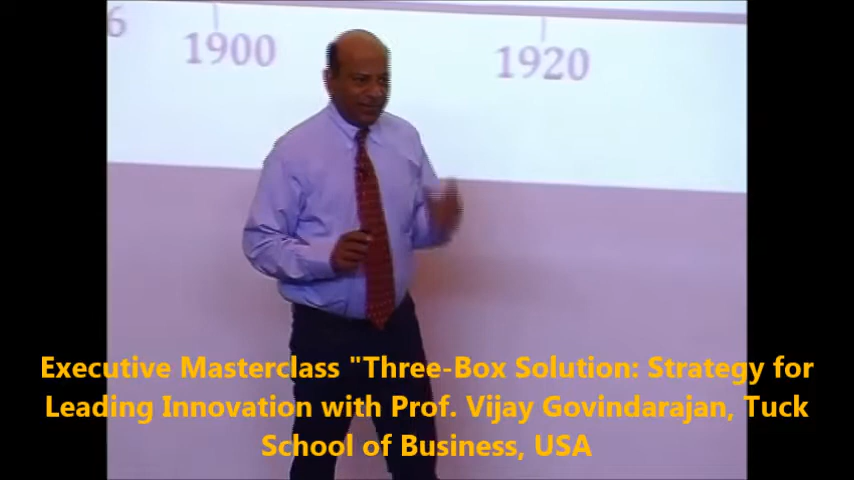 6 1900 1920
Executive Masterclass "Three-Box Solution: Strategy for
Leading Innovation with Prof. Vijay Govindarajan, Tuck
School of Business, USA